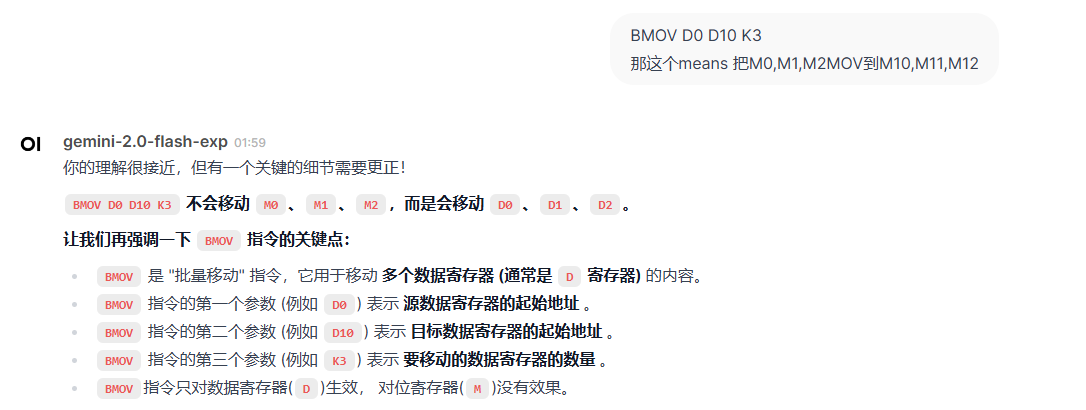 BMOV D0 D10 K3
那这个means 把M0,M1,M2MOV到M10,M11,M12
OI gemini-2.0-flash-exp 01:59
你的理解很接近，但有一个关键的细节需要更正！
BMOV D0 D10 K3 不会移动 M0 、 M1 、 M2 ，而是会移动 D0 、 D1 、 D2 。
让我们再强调一下 BMOV 指令的关键点：
• BMOV 是 "批量移动" 指令，它用于移动 多个数据寄存器 (通常是 D 寄存器) 的内容。
• BMOV 指令的第一个参数 (例如 D0 ) 表示 源数据寄存器的起始地址 。
• BMOV 指令的第二个参数 (例如 D10 ) 表示 目标数据寄存器的起始地址 。
• BMOV 指令的第三个参数 (例如 K3 ) 表示 要移动的数据寄存器的数量 。
• BMOV 指令只对数据寄存器( D )生效， 对位寄存器( M )没有效果。